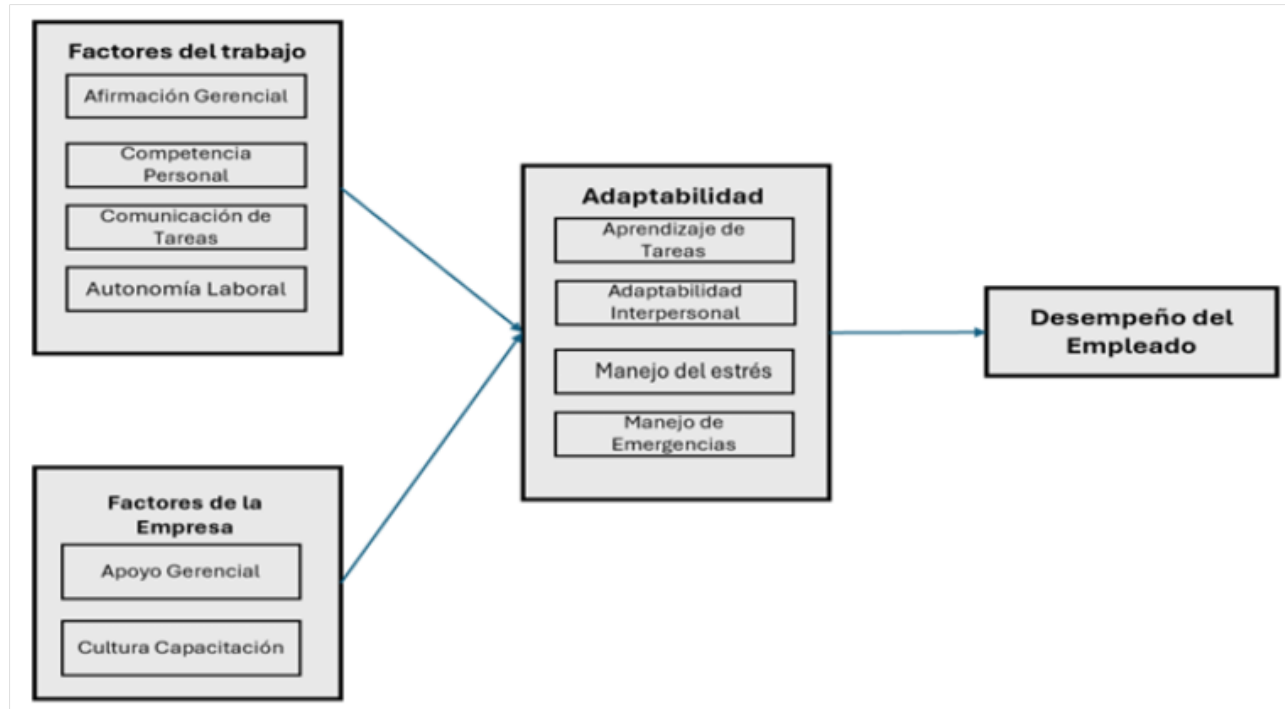 Factores del trabajo
Afirmación Gerencial
Competencia
Personal
Comunicación de
Tareas
Autonomía Laboral
Factores de la
Empresa
Apoyo Gerencial
Cultura Capacitación
Adaptabilidad
Aprendizaje de
Tareas
Adaptabilidad
Interpersonal
Manejo del estrés
Manejo de
Emergencias
Desempeño del
Empleado